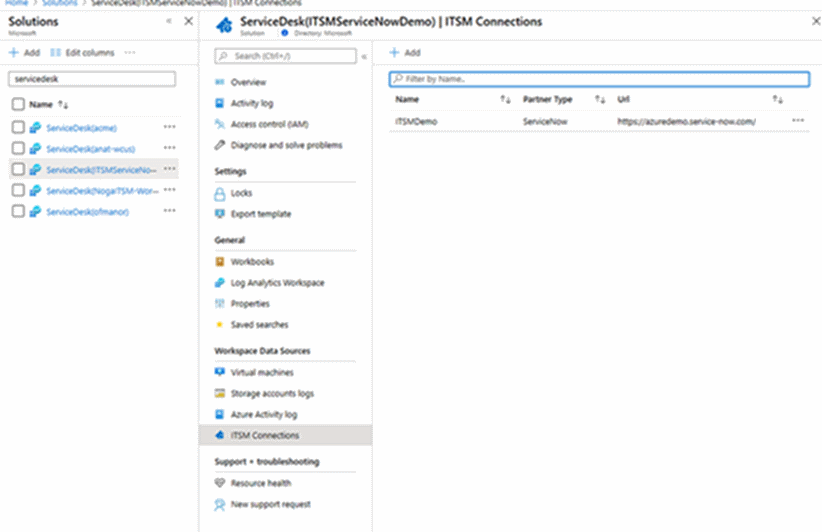 Home > Solutions > ServiceDesk(ITSMServiceNowDemo) | ITSM Connections
Solutions
Microsoft
+ Add Edit columns ...
servicedesk
Name ↑↓
ServiceDesk(acme) ...
ServiceDesk(anat-wcus) ...
ServiceDesk(ITSMServiceNo... ...
ServiceDesk(NogaITSM-Wor... ...
ServiceDesk(ofmanor) ...
ServiceDesk(ITSMServiceNowDemo) | ITSM Connections
Solution Directory: Microsoft
Search (Ctrl+/)
Overview
Activity log
Access control (IAM)
Diagnose and solve problems
Settings
Locks
Export template
General
Workbooks
Log Analytics Workspace
Properties
Saved searches
Workspace Data Sources
Virtual machines
Storage accounts logs
Azure Activity log
ITSM Connections
Support + troubleshooting
Resource health
New support request
+ Add
Filter by Name..
Name ↑↓ Partner Type ↑↓ Url ↑↓
ITSMDemo ServiceNow https://azuredemo.service-now.com/ ...